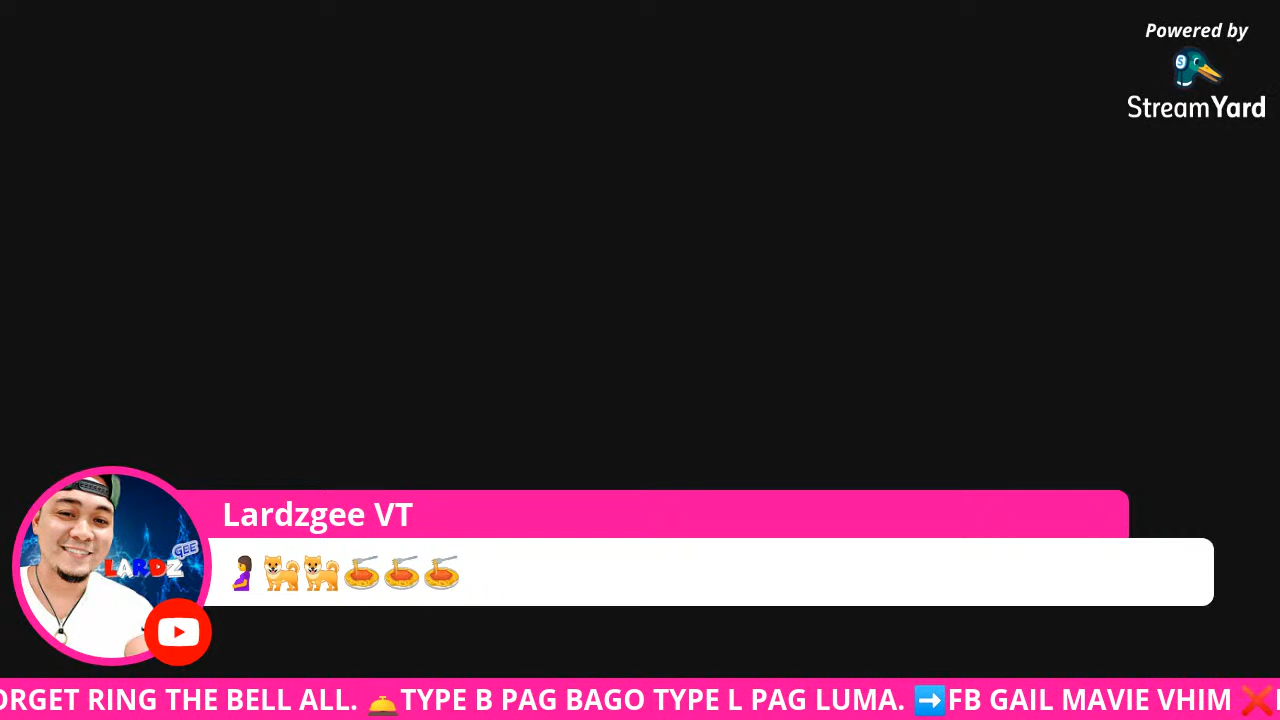 Powered by
StreamYard
Lardzgee VT
GEE
LARDZ
🤰🐕🐕🍝🍝🍝
ORGET RING THE BELL ALL. 🛎️TYPE B PAG BAGO TYPE L PAG LUMA. ➡️FB GAIL MAVIE VHIM ❌